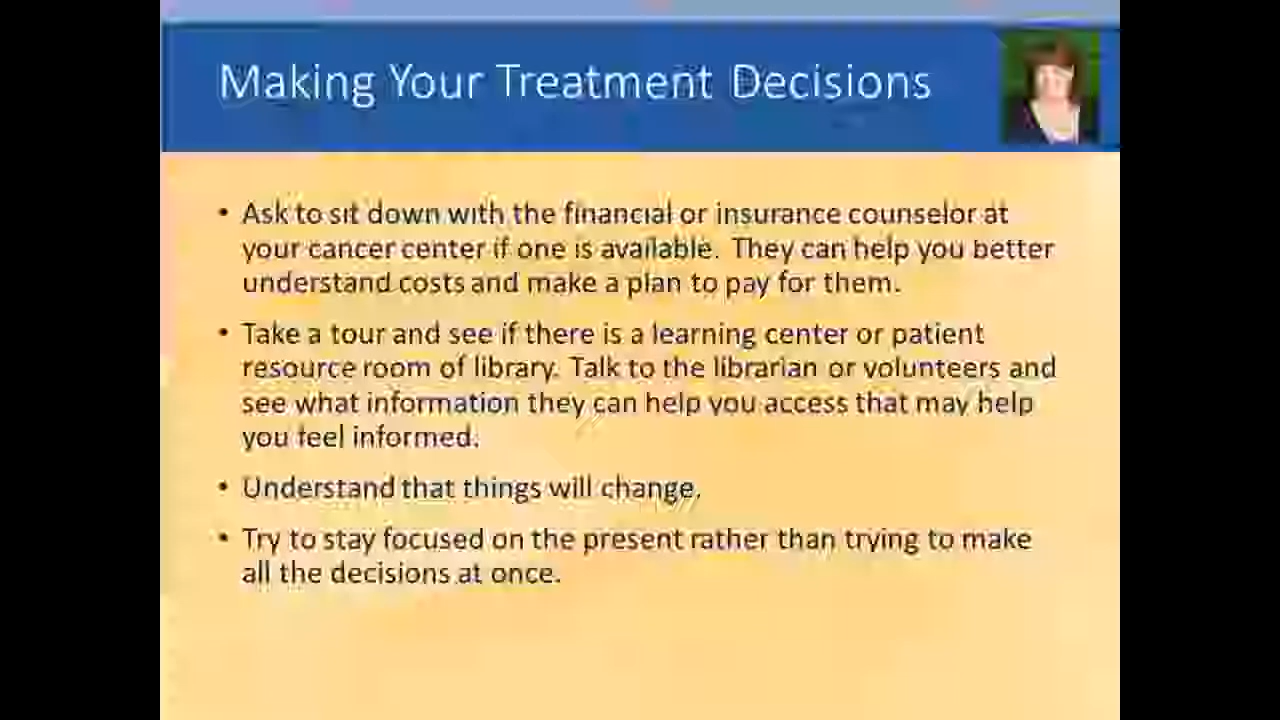 Making Your Treatment Decisions
• Ask to sit down with the financial or insurance counselor at
your cancer center if one is available. They can help you better
understand costs and make a plan to pay for them.
• Take a tour and see if there is a learning center or patient
resource room of library. Talk to the librarian or volunteers and
see what information they can help you access that may help
you feel informed.
• Understand that things will change.
• Try to stay focused on the present rather than trying to make
all the decisions at once.